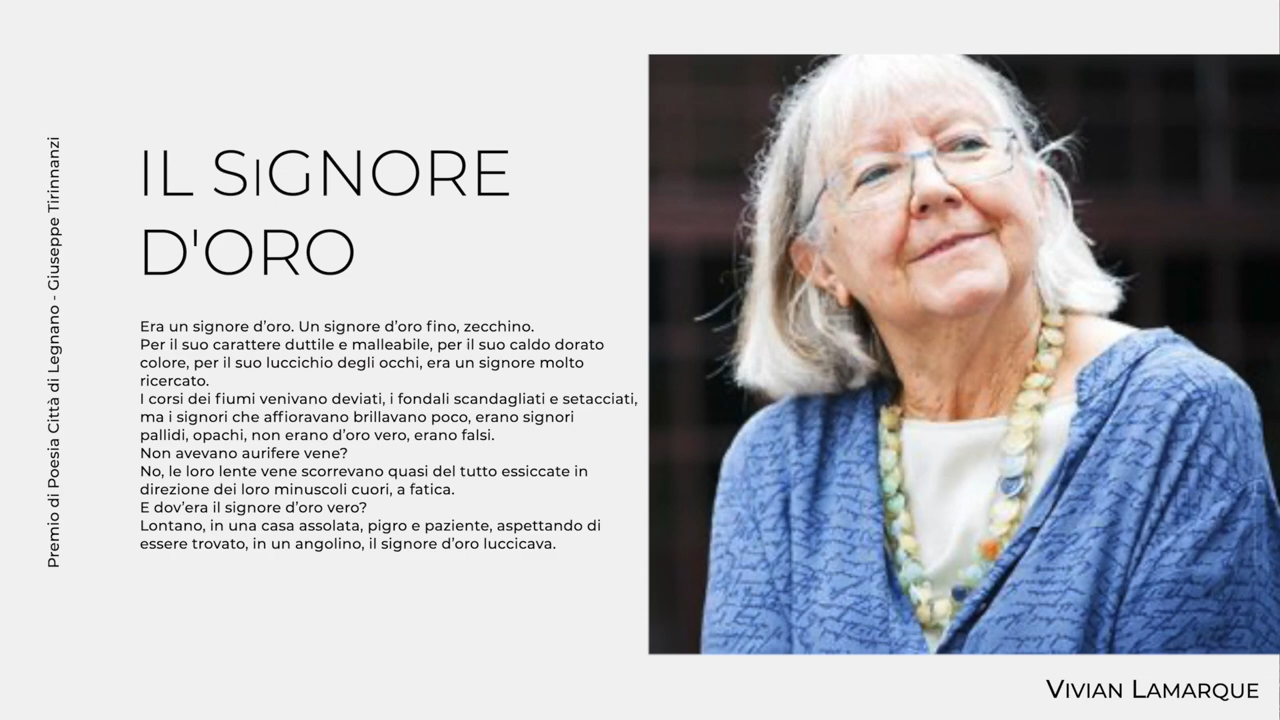 Premio di Poesia Città di Legnano - Giuseppe Tirinnanzi
IL SiGNORE
D'ORO
Era un signore d’oro. Un signore d’oro fino, zecchino.
Per il suo carattere duttile e malleabile, per il suo caldo dorato
colore, per il suo luccichio degli occhi, era un signore molto
ricercato.
I corsi dei fiumi venivano deviati, i fondali scandagliati e setacciati,
ma i signori che affioravano brillavano poco, erano signori
pallidi, opachi, non erano d’oro vero, erano falsi.
Non avevano aurifere vene?
No, le loro lente vene scorrevano quasi del tutto essiccate in
direzione dei loro minuscoli cuori, a fatica.
E dov’era il signore d’oro vero?
Lontano, in una casa assolata, pigro e paziente, aspettando di
essere trovato, in un angolino, il signore d’oro luccicava.
Vivian Lamarque